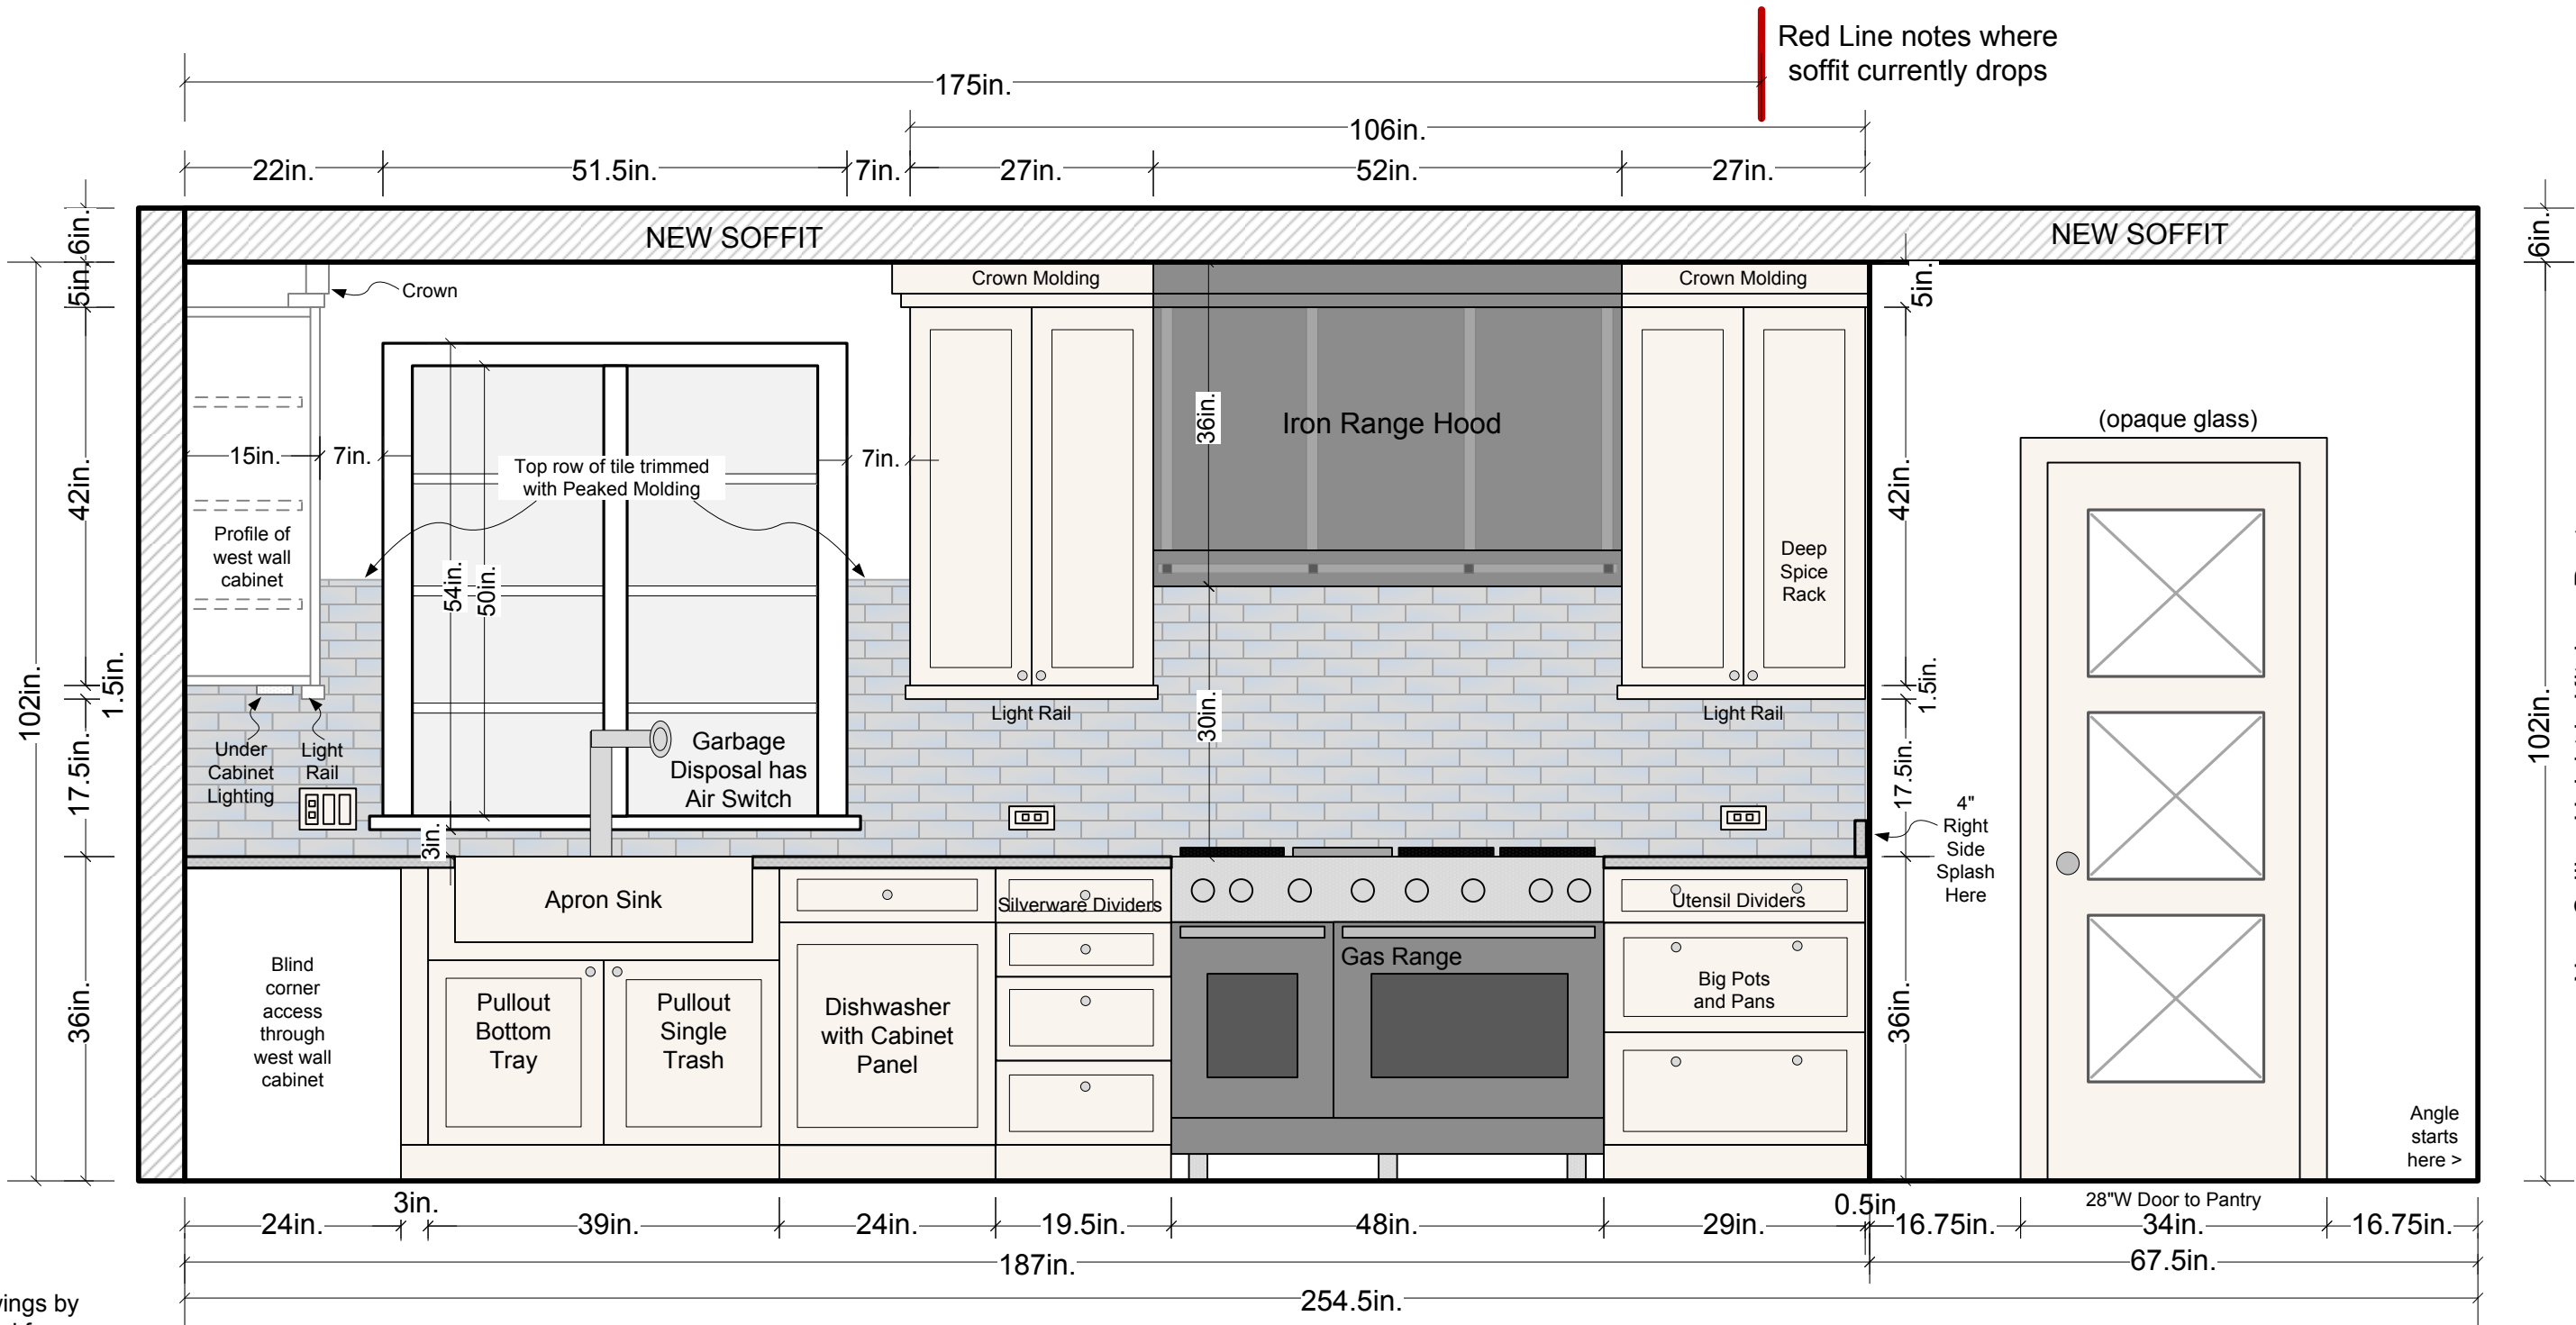 Red Line notes where
soffit currently drops
175in.
106in.
22in.
51.5in.
7in.
27in.
52in.
27in.
6in.
NEW SOFFIT
NEW SOFFIT
6in.
5in.
Crown
Crown Molding
Crown Molding
5in.
(opaque glass)
Iron Range Hood
36in.
15in.
7in.
7in.
Top row of tile trimmed
with Peaked Molding
42in.
42in.
Profile of
west wall
cabinet
Deep
Spice
Rack
54in.
50in.
102in.
1.5in.
1.5in.
102in.
Light Rail
Light Rail
30in.
Under
Cabinet
Lighting
Light
Rail
Garbage
Disposal has
Air Switch
17.5in.
17.5in.
3in.
4"
Right
Side
Splash
Here
Apron Sink
Silverware Dividers
Utensil Dividers
Gas Range
Blind
corner
access
through
west wall
cabinet
Pullout
Bottom
Tray
Pullout
Single
Trash
Dishwasher
with Cabinet
Panel
Big Pots
and Pans
36in.
36in.
Angle
starts
here >
28"W Door to Pantry
24in.
3in.
39in.
24in.
19.5in.
48in.
29in.
0.5in
16.75in.
34in.
16.75in.
187in.
67.5in.
254.5in.
ings by